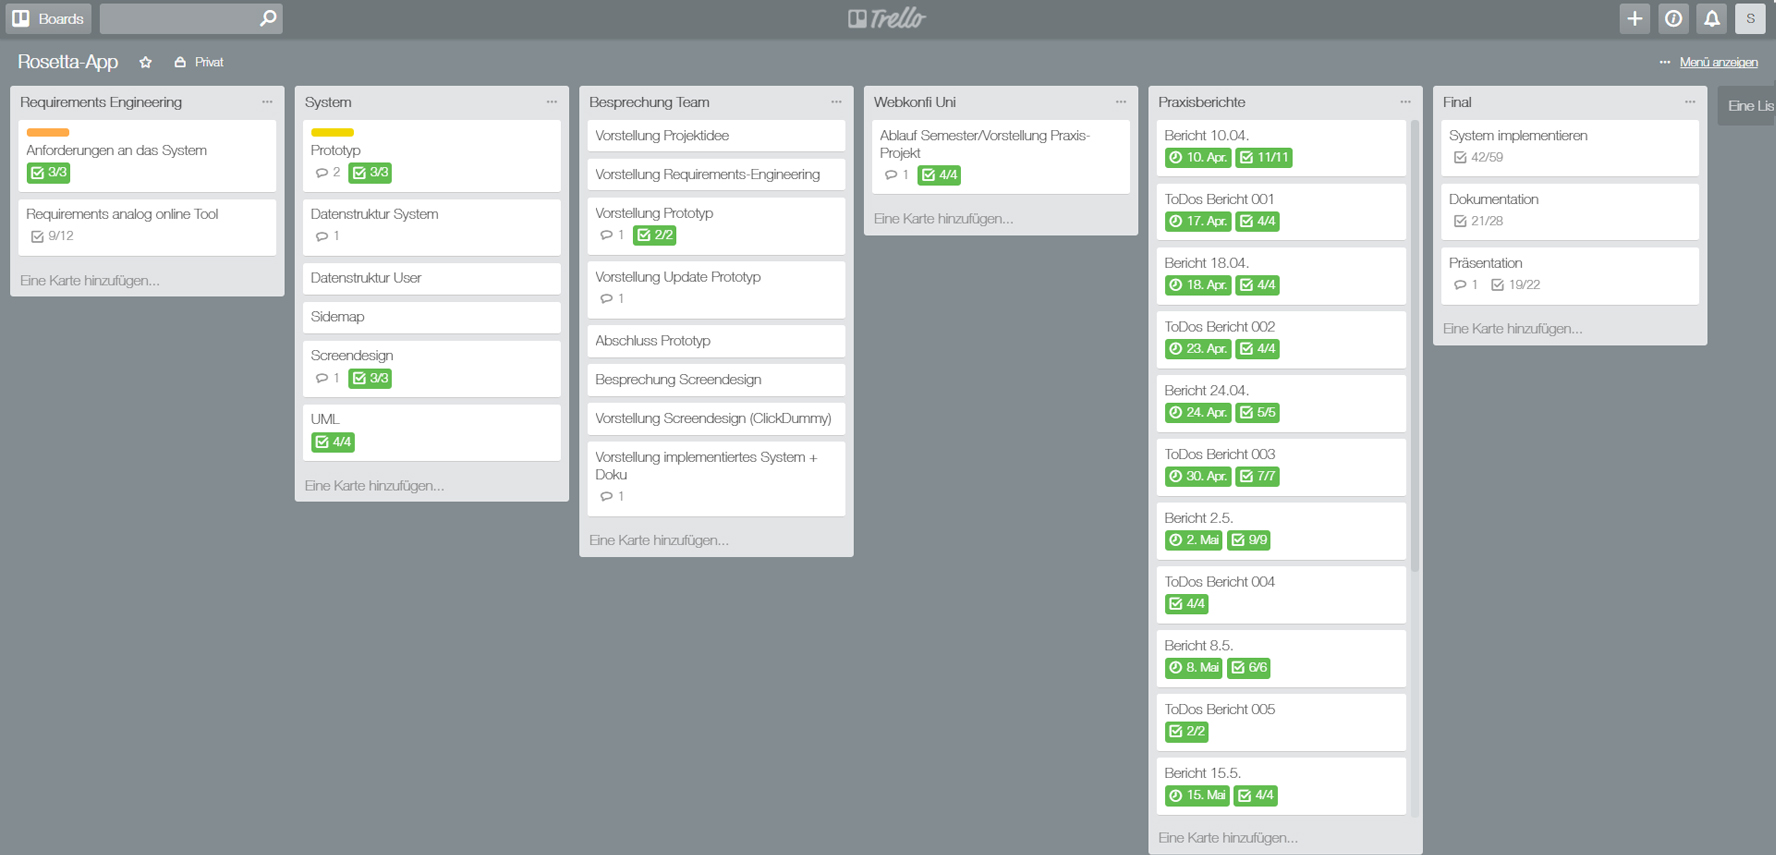 Boards
Trello
S
Rosetta-App
Privat
... Menü anzeigen
Requirements Engineering
Anforderungen an das System
3/3
Requirements analog online Tool
9/12
Eine Karte hinzufügen...
System
Prototyp
2 3/3
Datenstruktur System
1
Datenstruktur User
Sidemap
Screendesign
1 3/3
UML
4/4
Eine Karte hinzufügen...
Besprechung Team
Vorstellung Projektidee
Vorstellung Requirements-Engineering
Vorstellung Prototyp
1 2/2
Vorstellung Update Prototyp
1
Abschluss Prototyp
Besprechung Screendesign
Vorstellung Screendesign (ClickDummy)
Vorstellung implementiertes System +
Doku
1
Eine Karte hinzufügen...
Webkonfi Uni
Ablauf Semester/Vorstellung Praxis-
Projekt
1 4/4
Eine Karte hinzufügen...
Praxisberichte
Bericht 10.04.
10. Apr. 11/11
ToDos Bericht 001
17. Apr. 4/4
Bericht 18.04.
18. Apr. 4/4
ToDos Bericht 002
23. Apr. 4/4
Bericht 24.04.
24. Apr. 5/5
ToDos Bericht 003
30. Apr. 7/7
Bericht 2.5.
2. Mai 9/9
ToDos Bericht 004
4/4
Bericht 8.5.
8. Mai 6/6
ToDos Bericht 005
2/2
Bericht 15.5.
15. Mai 4/4
Eine Karte hinzufügen...
Final
System implementieren
42/59
Dokumentation
21/28
Präsentation
1 19/22
Eine Karte hinzufügen...
Eine Lis